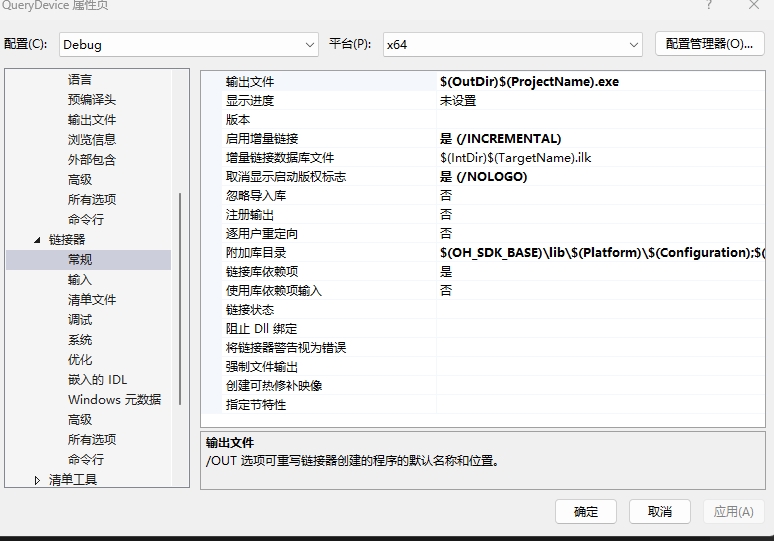 QueryDevice 属性页
配置(C): Debug 平台(P): x64 配置管理器(O)...
语言
预编译头
输出文件
浏览信息
外部包含
高级
所有选项
命令行
链接器
常规
输入
清单文件
调试
系统
优化
嵌入的 IDL
Windows 元数据
高级
所有选项
命令行
清单工具
输出文件 $(OutDir)$(ProjectName).exe
显示进度 未设置
版本
启用增量链接 是 (/INCREMENTAL)
增量链接数据库文件 $(IntDir)$(TargetName).ilk
取消显示启动版权标志 是 (/NOLOGO)
忽略导入库 否
注册输出 否
逐用户重定向 否
附加库目录 $(OH_SDK_BASE)\lib\$(Platform)\$(Configuration);$(
链接库依赖项 是
使用库依赖项输入 否
链接状态
阻止 Dll 绑定
将链接器警告视为错误
强制文件输出
创建可热修补映像
指定节特性
输出文件
/OUT 选项可重写链接器创建的程序的默认名称和位置。
确定 取消 应用(A)